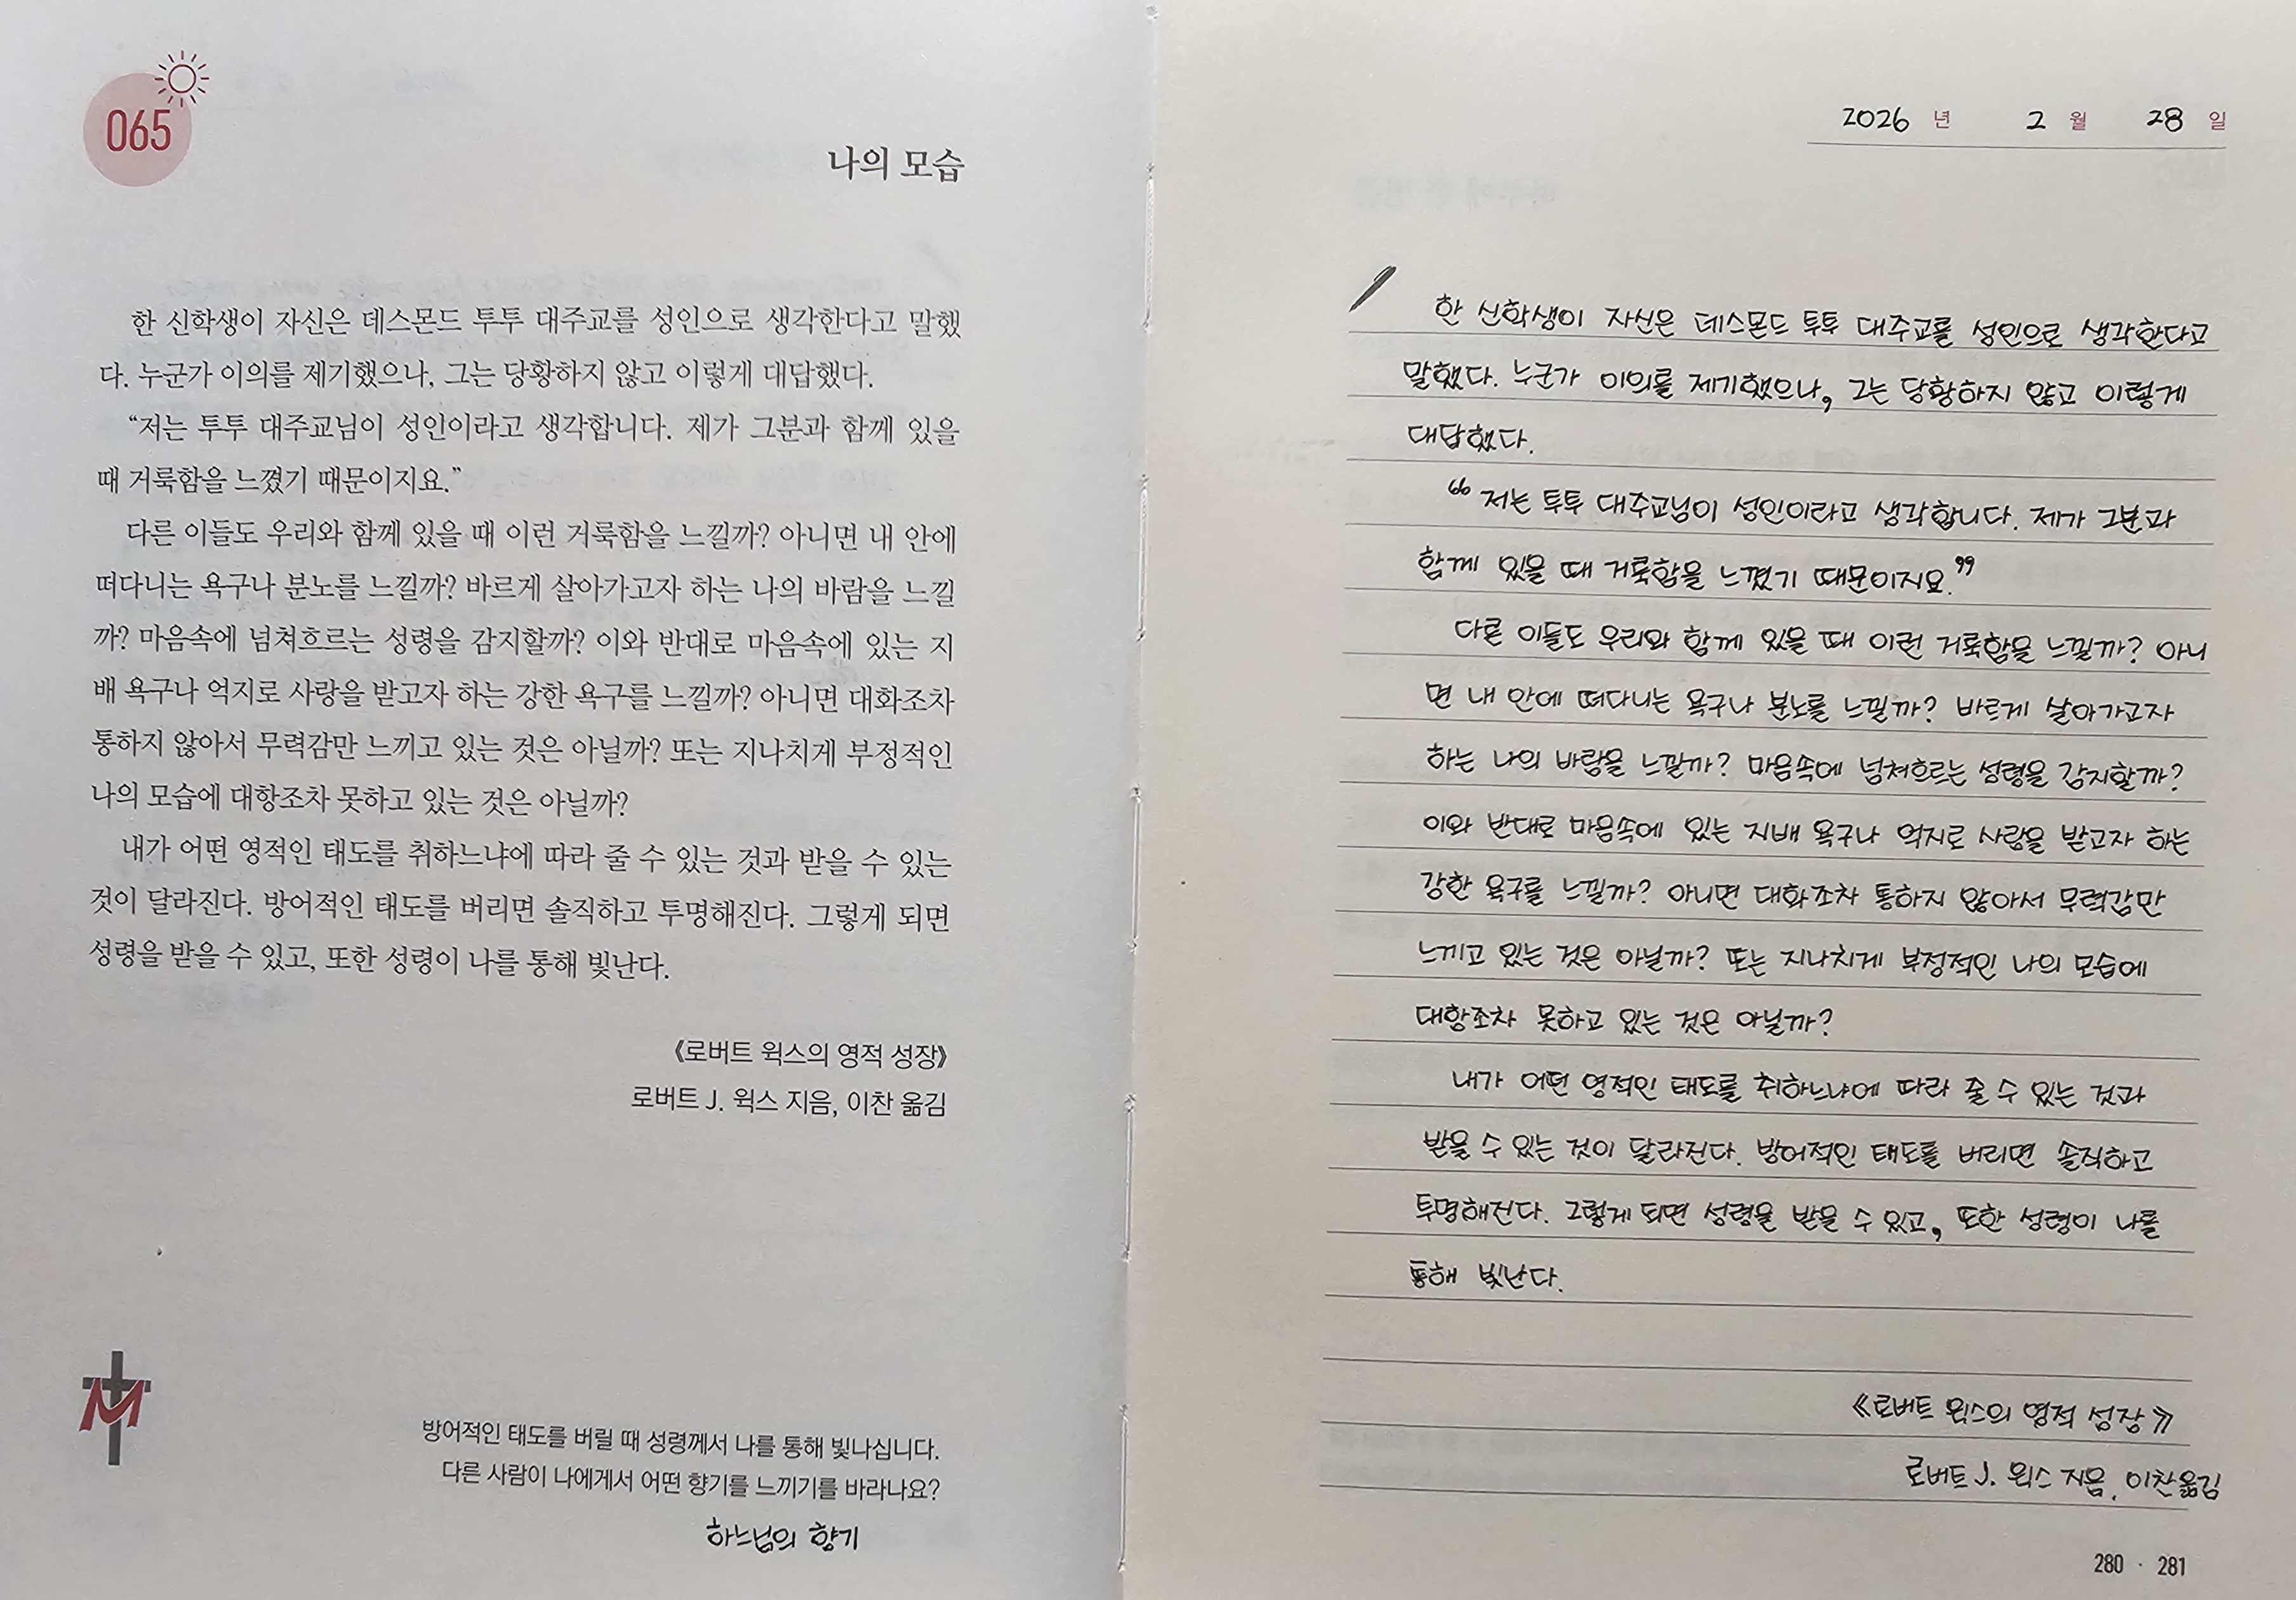 065
나의 모습
한 신학생이 자신은 데스몬드 투투 대주교를 성인으로 생각한다고 말했
다. 누군가 이의를 제기했으나, 그는 당황하지 않고 이렇게 대답했다.
“저는 투투 대주교님이 성인이라고 생각합니다. 제가 그분과 함께 있을
때 거룩함을 느꼈기 때문이지요.”
다른 이들도 우리와 함께 있을 때 이런 거룩함을 느낄까? 아니면 내 안에
떠다니는 욕구나 분노를 느낄까? 바르게 살아가고자 하는 나의 바람을 느낄
까? 마음속에 넘쳐흐르는 성령을 감지할까? 이와 반대로 마음속에 있는 지
배 욕구나 억지로 사랑을 받고자 하는 강한 욕구를 느낄까? 아니면 대화조차
통하지 않아서 무력감만 느끼고 있는 것은 아닐까? 또는 지나치게 부정적인
나의 모습에 대항조차 못하고 있는 것은 아닐까?
내가 어떤 영적인 태도를 취하느냐에 따라 줄 수 있는 것과 받을 수 있는
것이 달라진다. 방어적인 태도를 버리면 솔직하고 투명해진다. 그렇게 되면
성령을 받을 수 있고, 또한 성령이 나를 통해 빛난다.
《로버트 윅스의 영적 성장》
로버트 J. 윅스 지음, 이찬 옮김
M
방어적인 태도를 버릴 때 성령께서 나를 통해 빛나십니다.
다른 사람이 나에게서 어떤 향기를 느끼기를 바라나요?
하느님의 향기
2026 년 2 월 28 일
한 신학생이 자신은 데스몬드 투투 대주교를 성인으로 생각한다고
말했다. 누군가 이의를 제기했으나, 그는 당황하지 않고 이렇게
대답했다.
“저는 투투 대주교님이 성인이라고 생각합니다. 제가 그분과
함께 있을 때 거룩함을 느꼈기 때문이지요.”
다른 이들도 우리와 함께 있을 때 이런 거룩함을 느낄까? 아니
면 내 안에 떠다니는 욕구나 분노를 느낄까? 바르게 살아가고자
하는 나의 바람을 느낄까? 마음속에 넘쳐흐르는 성령을 감지할까?
이와 반대로 마음속에 있는 지배 욕구나 억지로 사랑을 받고자 하는
강한 욕구를 느낄까? 아니면 대화조차 통하지 않아서 무력감만
느끼고 있는 것은 아닐까? 또는 지나치게 부정적인 나의 모습에
대항조차 못하고 있는 것은 아닐까?
내가 어떤 영적인 태도를 취하느냐에 따라 줄 수 있는 것과
받을 수 있는 것이 달라진다. 방어적인 태도를 버리면 솔직하고
투명해진다. 그렇게 되면 성령을 받을 수 있고, 또한 성령이 나를
통해 빛난다.
《로버트 윅스의 영적 성장》
로버트 J. 윅스 지음, 이찬 옮김
280 · 281